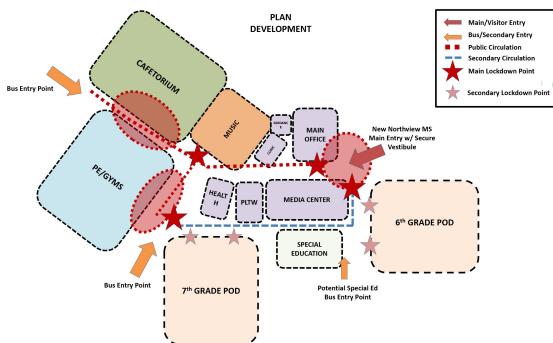 PLAN
DEVELOPMENT
Main/Visitor Entry
Bus/Secondary Entry
Public Circulation
Secondary Circulation
Main Lockdown Point
Secondary Lockdown Point
Bus Entry Point
CAFETORIUM
MUSIC
CLINIC
MAIN
OFFICE
New Northview MS
Main Entry w/ Secure
Vestibule
PE/GYMS
HEALT
H
PLTW
MEDIA CENTER
6th GRADE POD
SPECIAL
EDUCATION
Bus Entry Point
7th GRADE POD
Potential Special Ed
Bus Entry Point